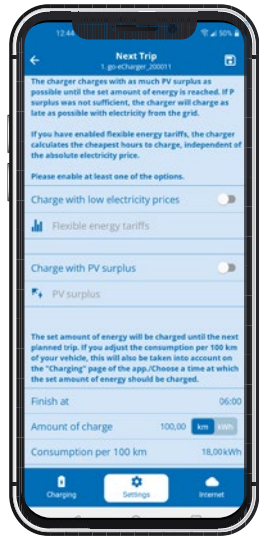 12:44 50%
Next Trip
1. go-eCharger_200011
The charger charges with as much PV surplus as
possible until the set amount of energy is reached. If P
surplus was not sufficient, the charger will charge as
late as possible with electricity from the grid.
If you have enabled flexible energy tariffs, the charger
calculates the cheapest hours to charge, independent of
the absolute electricity price.
Please enable at least one of the options.
Charge with low electricity prices
Flexible energy tariffs
Charge with PV surplus
PV surplus
The set amount of energy will be charged until the next
planned trip. If you adjust the consumption per 100 km
of your vehicle, this will also be taken into account on
the "Charging" page of the app./Choose a time at which
the set amount of energy should be charged.
Finish at 06:00
Amount of charge 100,00 km kWh
Consumption per 100 km 18,00 kWh
Charging Settings Internet